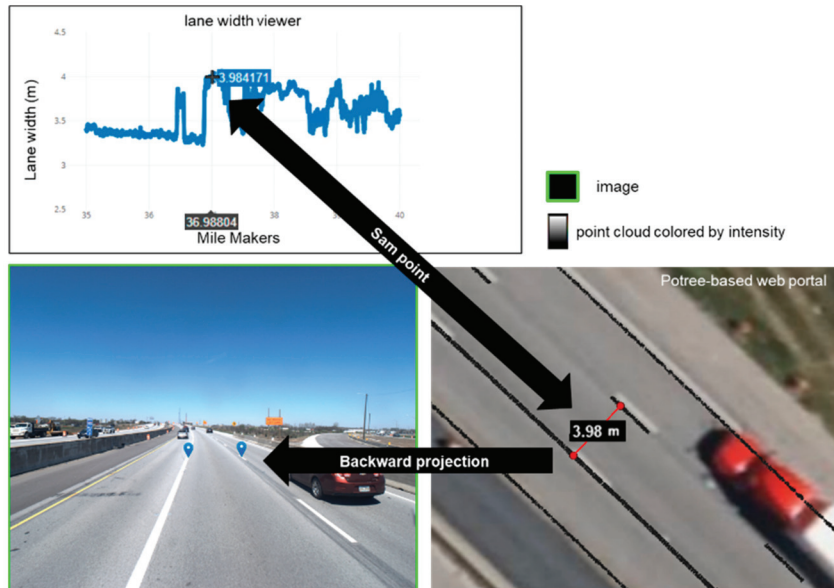 lane width viewer
Lane width (m)
4.5
4
3.5
3
2.5
3.984171
35
36
36.98804
38
39
40
Mile Makers
image
point cloud colored by intensity
Sam point
Potree-based web portal
3.98 m
Backward projection